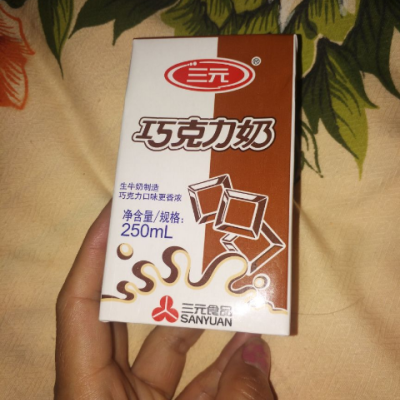 三元®
巧克力奶
生牛奶制造
巧克力口味更香浓
净含量/规格:
250mL
三元食品
SANYUAN